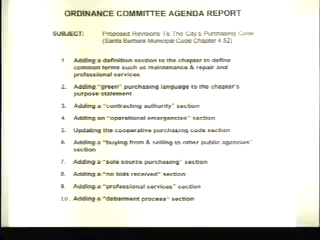 ORDINANCE COMMITTEE AGENDA REPORT
SUBJECT: Proposed Revisions To The City's Purchasing Code
(Santa Barbara Municipal Code Chapter 4.52)
1. Adding a definition section to the chapter to define
common terms such as maintenance & repair and
professional services
2. Adding "green" purchasing language to the chapter's
purpose statement
3. Adding a "contracting authority" section
4. Adding an "operational emergencies" section
5. Updating the cooperative purchasing code section
6. Adding a "buying from & selling to other public agencies"
section
7. Adding a "sole source purchasing" section
8. Adding a "no bids received" section
9. Adding a "professional services" section
10. Adding a "debarment process" section